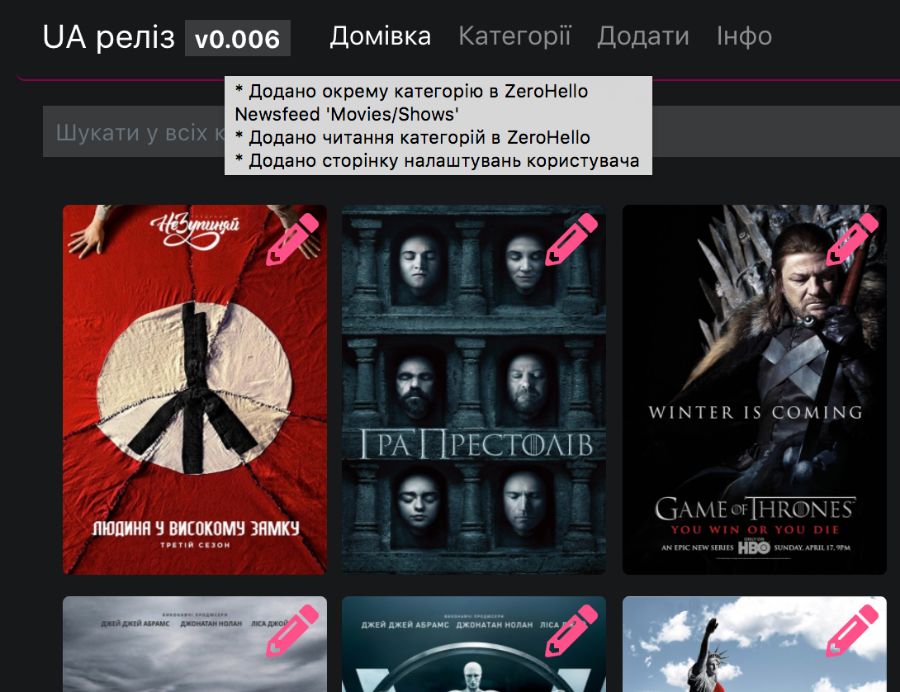 UA реліз v0.006 Домівка Категорії Додати Інфо
* Додано окрему категорію в ZeroHello
Newsfeed 'Movies/Shows'
* Додано читання категорій в ZeroHello
* Додано сторінку налаштувань користувача
Шукати у всіх к
НеЗупиняй
ЛЮДИНА У ВИСОКОМУ ЗАМКУ
ТРЕТІЙ СЕЗОН
ГРА ПРЕСТОЛІВ
WINTER IS COMING
GAME OF THRONES
YOU WIN OR YOU DIE
AN EPIC NEW SERIES ONLY ON HBO SUNDAY, APRIL 17, 9PM
ВИКОНАВЧІ ПРОДЮСЕРИ
ДЖЕЙ ДЖЕЙ АБРАМС ДЖОНАТАН НОЛАН ЛІСА ДЖОЙ
ВИКОНАВЧІ ПРОДЮСЕРИ
ДЖЕЙ ДЖЕЙ АБРАМС ДЖОНАТАН НОЛАН ЛІСА